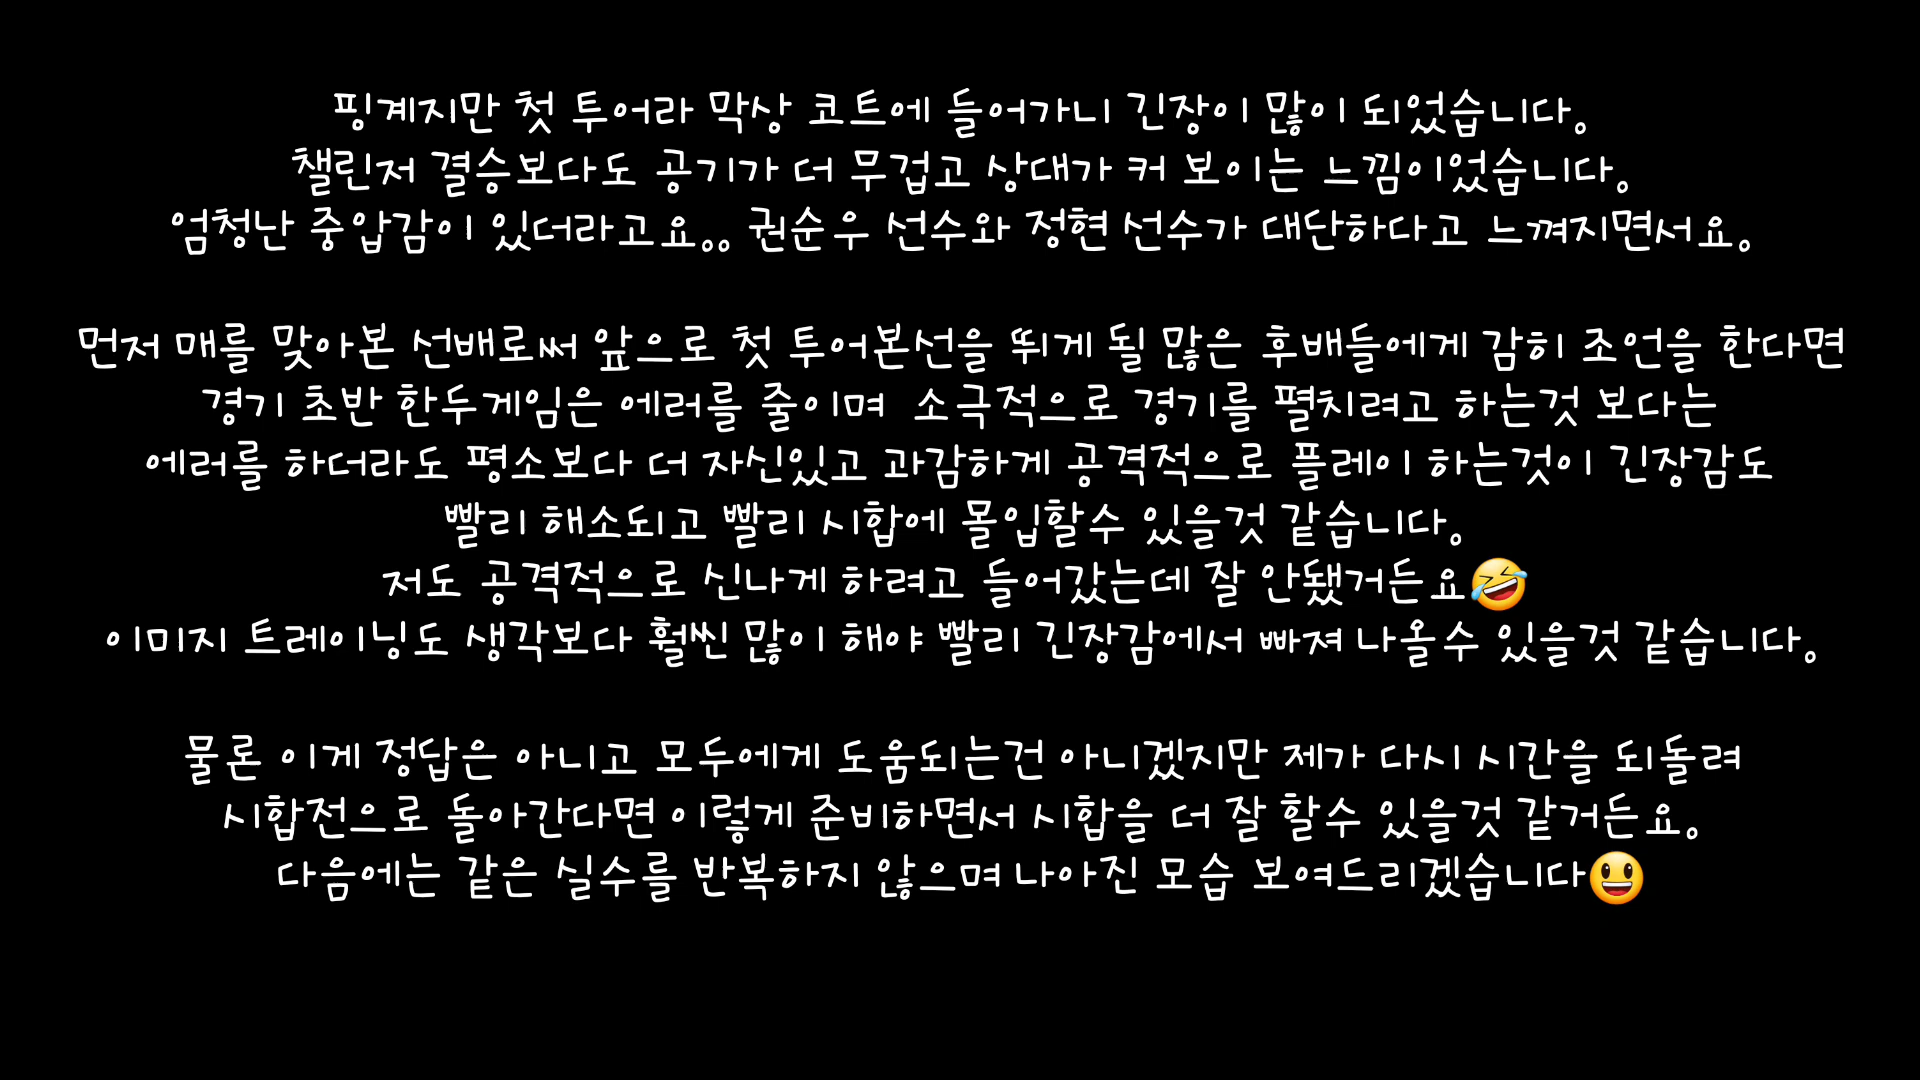 핑계지만 첫 투어라 막상 코트에 들어가니 긴장이 많이 되었습니다.
챌린저 결승보다도 공기가 더 무겁고 상대가 커 보이는 느낌이었습니다.
엄청난 중압감이 있더라고요.. 권순우 선수와 정현 선수가 대단하다고 느껴지면서요.
먼저 매를 맞아본 선배로써 앞으로 첫 투어본선을 뛰게 될 많은 후배들에게 감히 조언을 한다면
경기 초반 한두게임은 에러를 줄이며 소극적으로 경기를 펼치려고 하는것 보다는
에러를 하더라도 평소보다 더 자신있고 과감하게 공격적으로 플레이 하는것이 긴장감도
빨리 해소되고 빨리 시합에 몰입할수 있을것 같습니다.
저도 공격적으로 신나게 하려고 들어갔는데 잘 안됐거든요🤣
이미지 트레이닝도 생각보다 훨씬 많이 해야 빨리 긴장감에서 빠져 나올수 있을것 같습니다.
물론 이게 정답은 아니고 모두에게 도움되는건 아니겠지만 제가 다시 시간을 되돌려
시합전으로 돌아간다면 이렇게 준비하면서 시합을 더 잘 할수 있을것 같거든요.
다음에는 같은 실수를 반복하지 않으며 나아진 모습 보여드리겠습니다😃